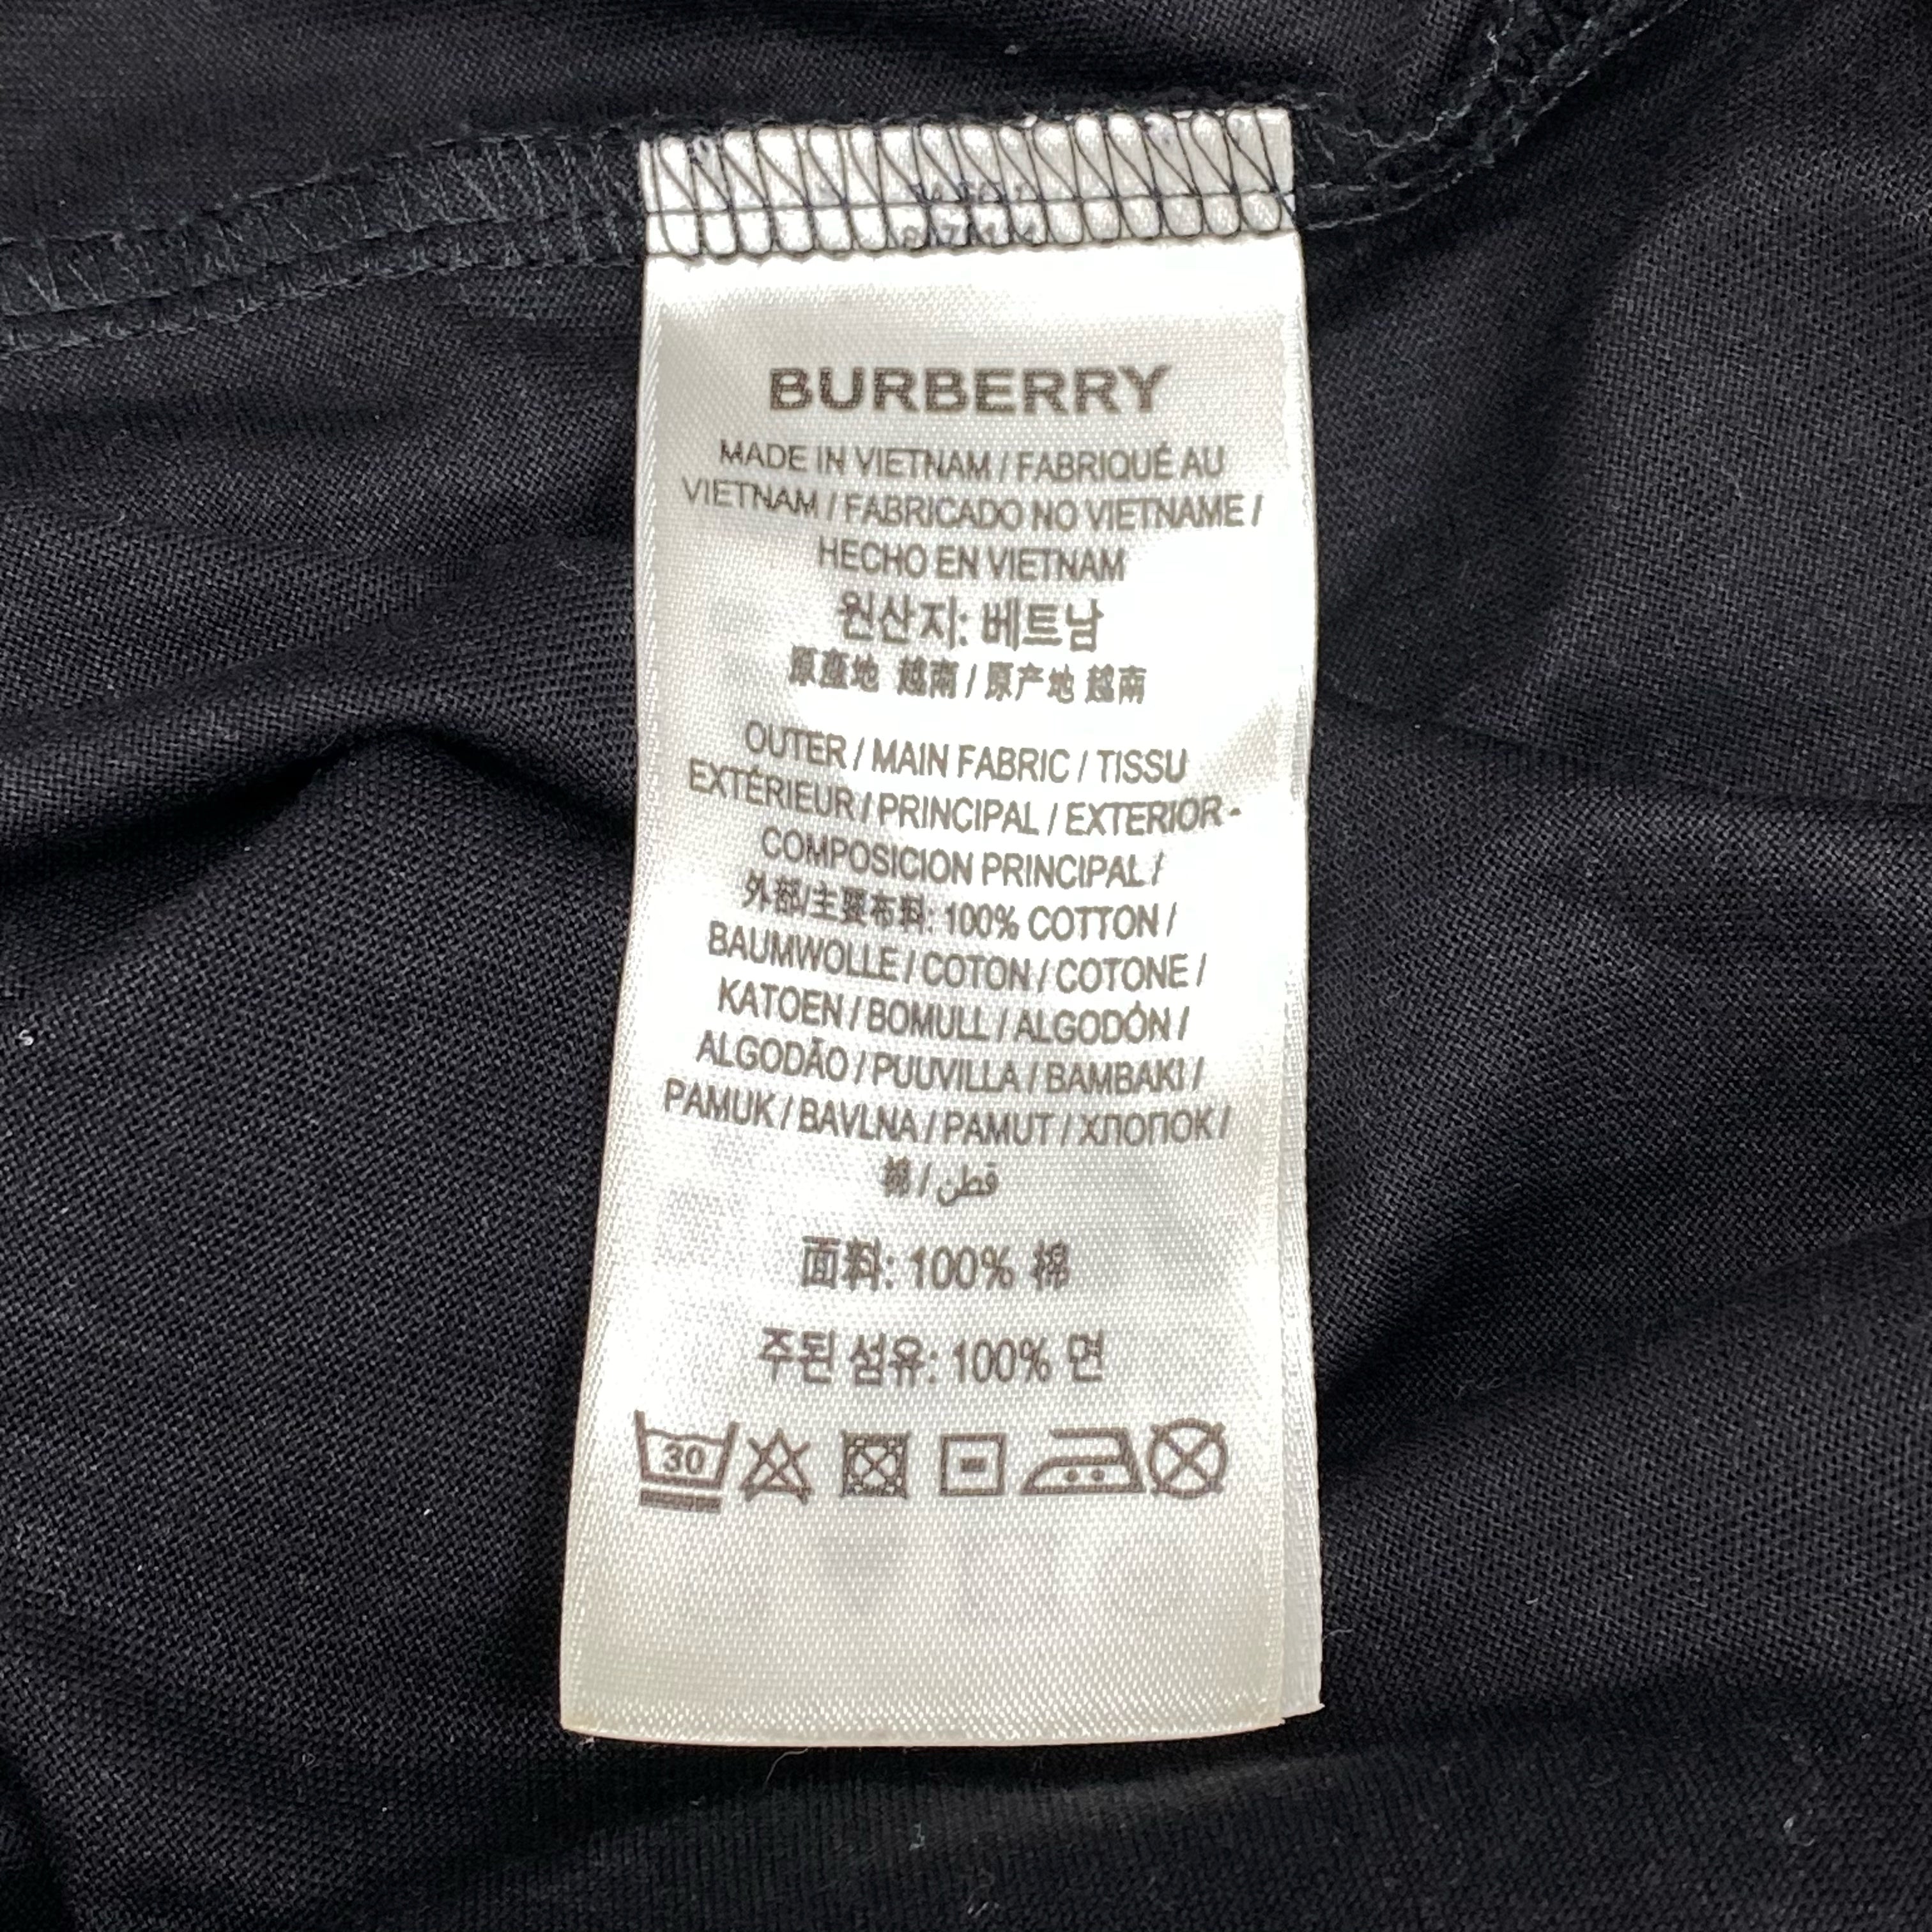 BURBERRY
MADE IN VIETNAM / FABRIQUÉ AU
VIETNAM / FABRICADO NO VIETNAME /
HECHO EN VIETNAM
원산지: 베트남
原産地 越南 / 原产地 越南
OUTER / MAIN FABRIC / TISSU
EXTÉRIEUR / PRINCIPAL / EXTERIOR -
COMPOSICION PRINCIPAL /
外部/主要布料: 100% COTTON /
BAUMWOLLE / COTON / COTONE /
KATOEN / BOMULL / ALGODÓN /
ALGODÃO / PUUVILLA / BAMBAKI /
PAMUK / BAVLNA / PAMUT / ХЛОПОК /
棉 / قطن
面料: 100% 棉
주된 섬유: 100% 면
30